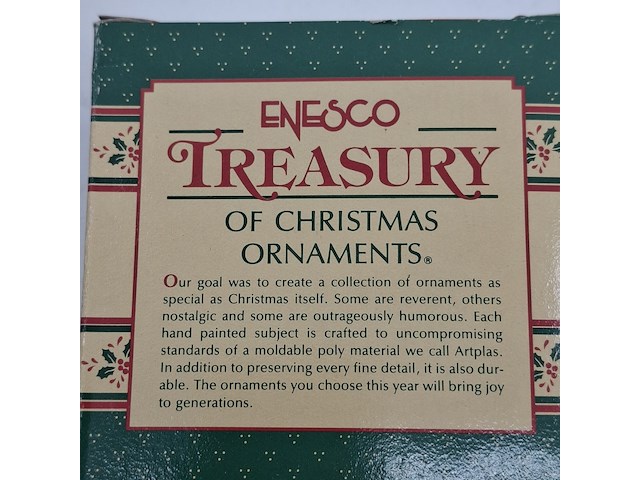 ENESCO
TREASURY
OF CHRISTMAS
ORNAMENTS®
Our goal was to create a collection of ornaments as
special as Christmas itself. Some are reverent, others
nostalgic and some are outrageously humorous. Each
hand painted subject is crafted to uncompromising
standards of a moldable poly material we call Artplas.
In addition to preserving every fine detail, it is also dur-
able. The ornaments you choose this year will bring joy
to generations.